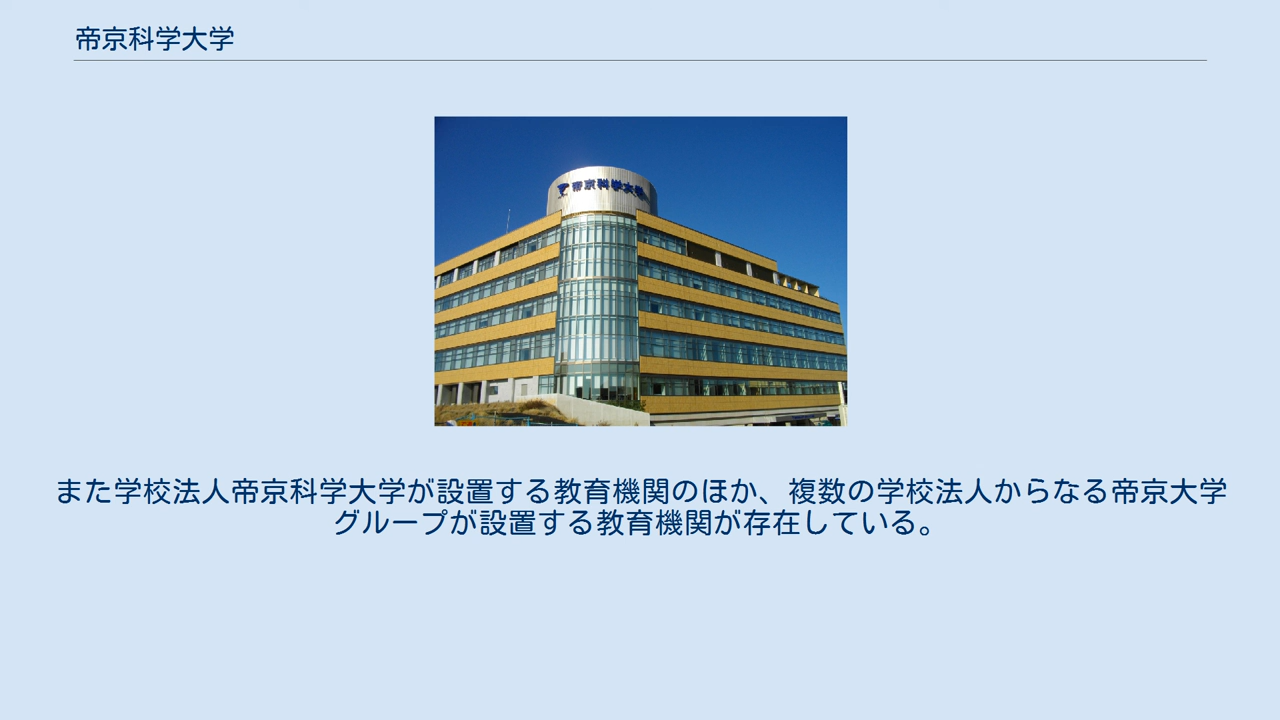 帝京科学大学
帝京科学大学
また学校法人帝京科学大学が設置する教育機関のほか、複数の学校法人からなる帝京大学
グループが設置する教育機関が存在している。